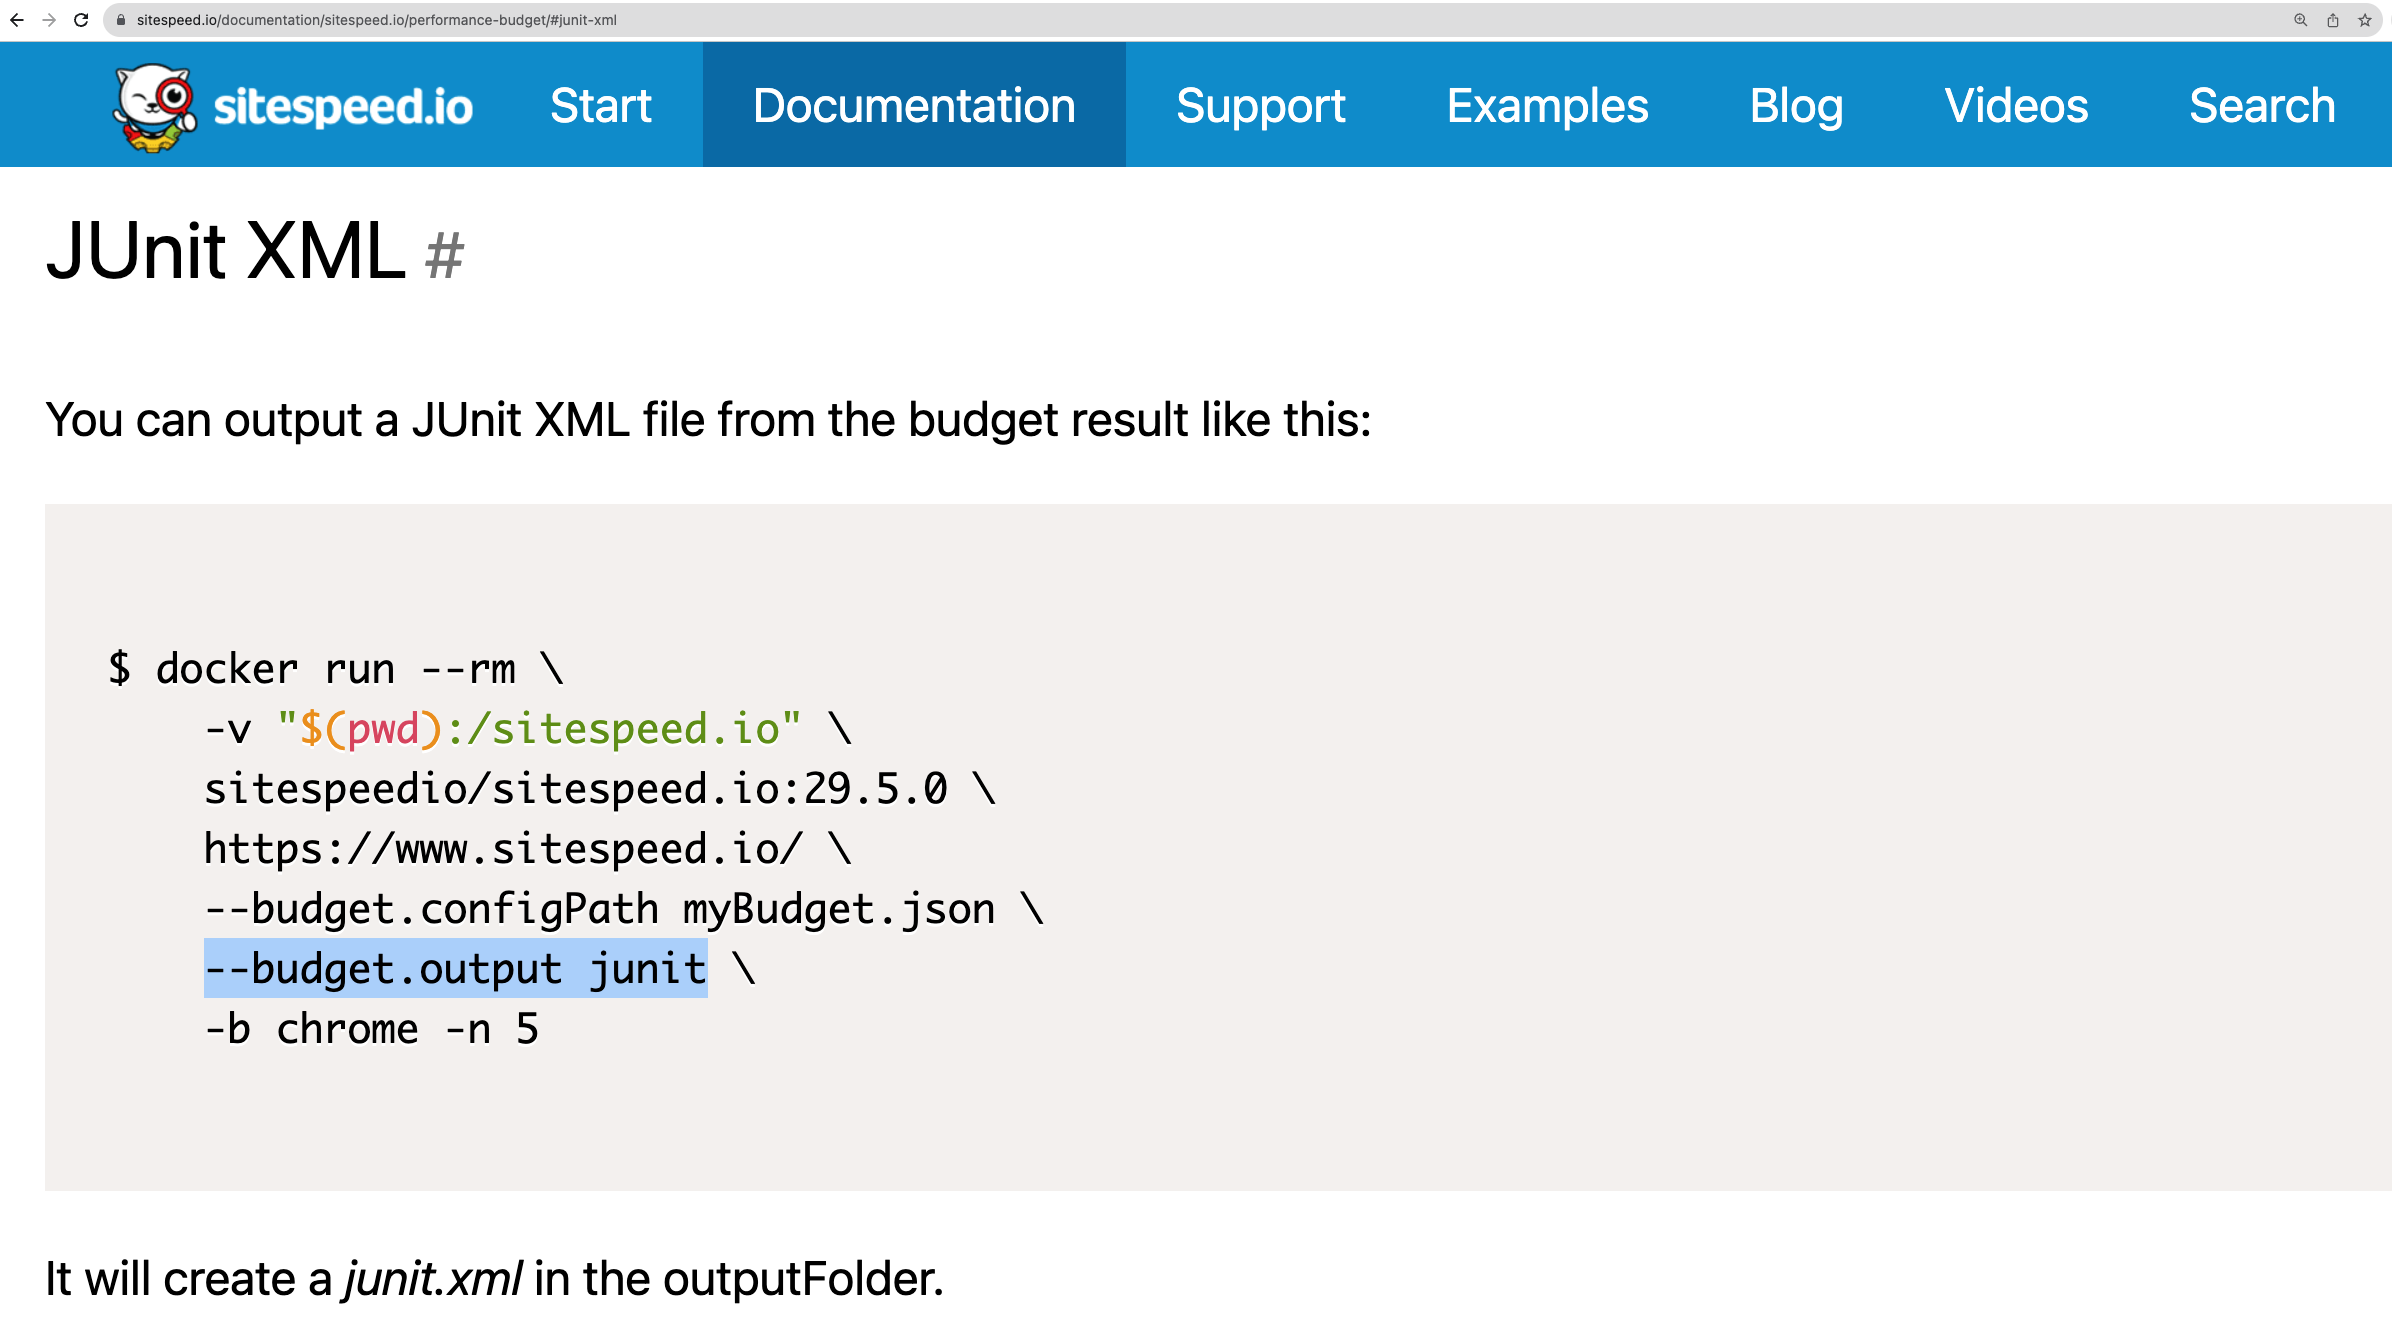 sitespeed.io/documentation/sitespeed.io/performance-budget/#junit-xml
sitespeed.io Start Documentation Support Examples Blog Videos Search
JUnit XML #
You can output a JUnit XML file from the budget result like this:
$ docker run --rm \
-v "$(pwd):/sitespeed.io" \
sitespeedio/sitespeed.io:29.5.0 \
https://www.sitespeed.io/ \
--budget.configPath myBudget.json \
--budget.output junit \
-b chrome -n 5
It will create a junit.xml in the outputFolder.